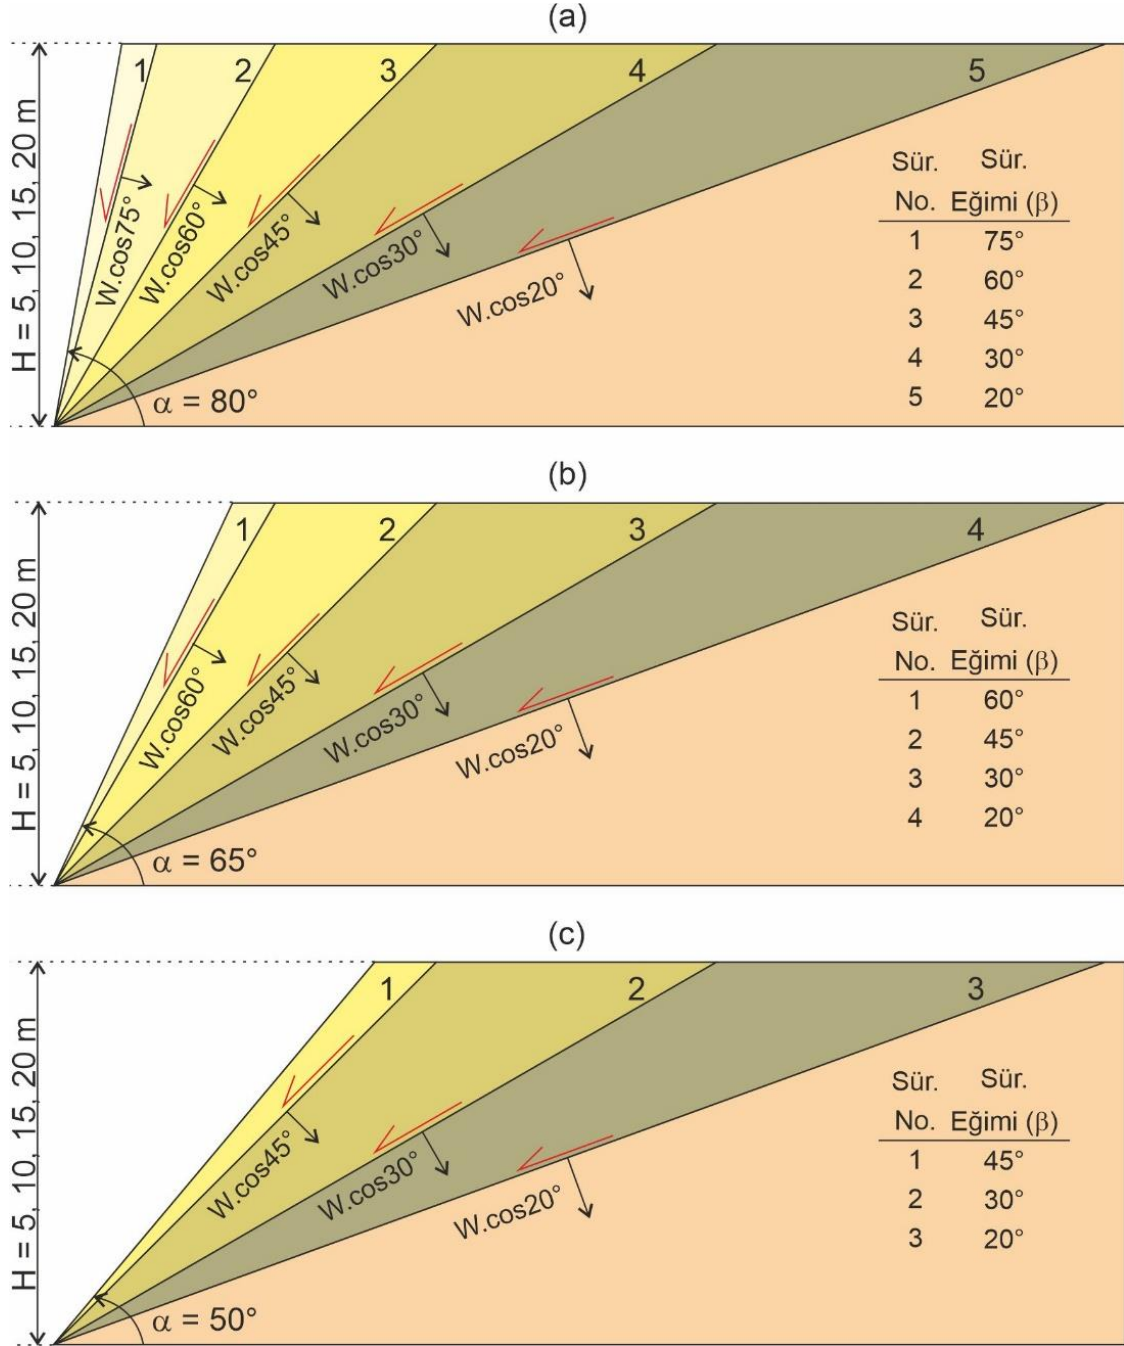 (a)
H = 5, 10, 15, 20 m
1 2 3 4 5
W.cos75°
W.cos60°
W.cos45°
W.cos30°
W.cos20°
α = 80°
Sür. Sür.
No. Eğimi (β)
1 75°
2 60°
3 45°
4 30°
5 20°
(b)
H = 5, 10, 15, 20 m
1 2 3 4
W.cos60°
W.cos45°
W.cos30°
W.cos20°
α = 65°
Sür. Sür.
No. Eğimi (β)
1 60°
2 45°
3 30°
4 20°
(c)
H = 5, 10, 15, 20 m
1 2 3
W.cos45°
W.cos30°
W.cos20°
α = 50°
Sür. Sür.
No. Eğimi (β)
1 45°
2 30°
3 20°